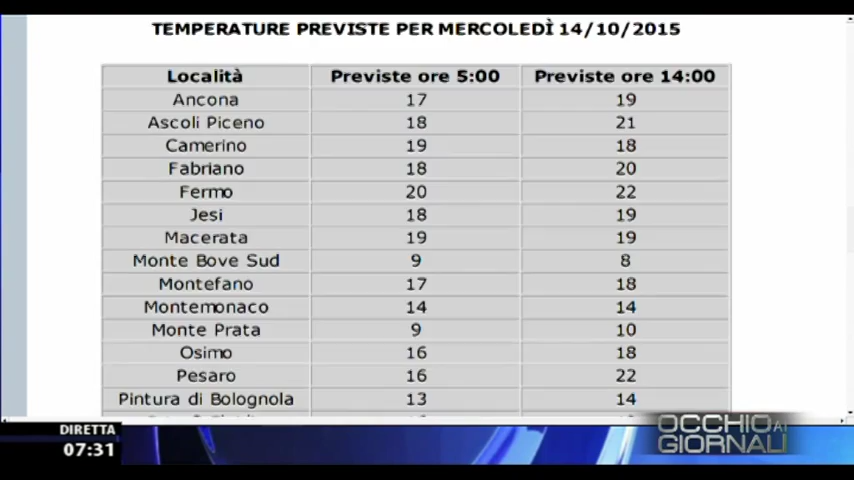 TEMPERATURE PREVISTE PER MERCOLEDÌ 14/10/2015
Località Previste ore 5:00 Previste ore 14:00
Ancona 17 19
Ascoli Piceno 18 21
Camerino 19 18
Fabriano 18 20
Fermo 20 22
Jesi 18 19
Macerata 19 19
Monte Bove Sud 9 8
Montefano 17 18
Montemonaco 14 14
Monte Prata 9 10
Osimo 16 18
Pesaro 16 22
Pintura di Bolognola 13 14
DIRETTA
07:31
OCCHIO AI
GIORNALI